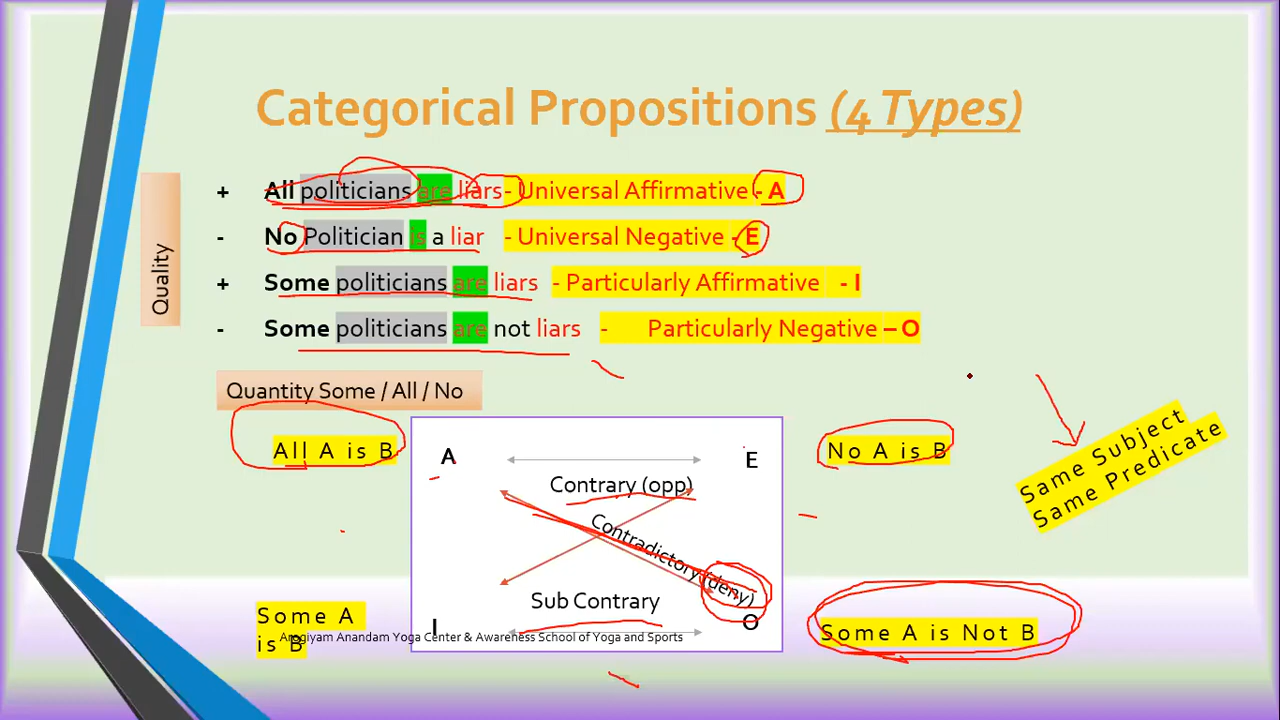 Categorical Propositions (4 Types)
Quality
+ All politicians are liars - Universal Affirmative - A
- No Politician is a liar - Universal Negative - E
+ Some politicians are liars - Particularly Affirmative - I
- Some politicians are not liars - Particularly Negative – O
Quantity Some / All / No
All A is B
A
E
No A is B
Same Subject
Same Predicate
Contrary (opp)
Contradictory (deny)
Sub Contrary
Some A
is B
I
O
Some A is Not B
Arogiyam Anandam Yoga Center & Awareness School of Yoga and Sports